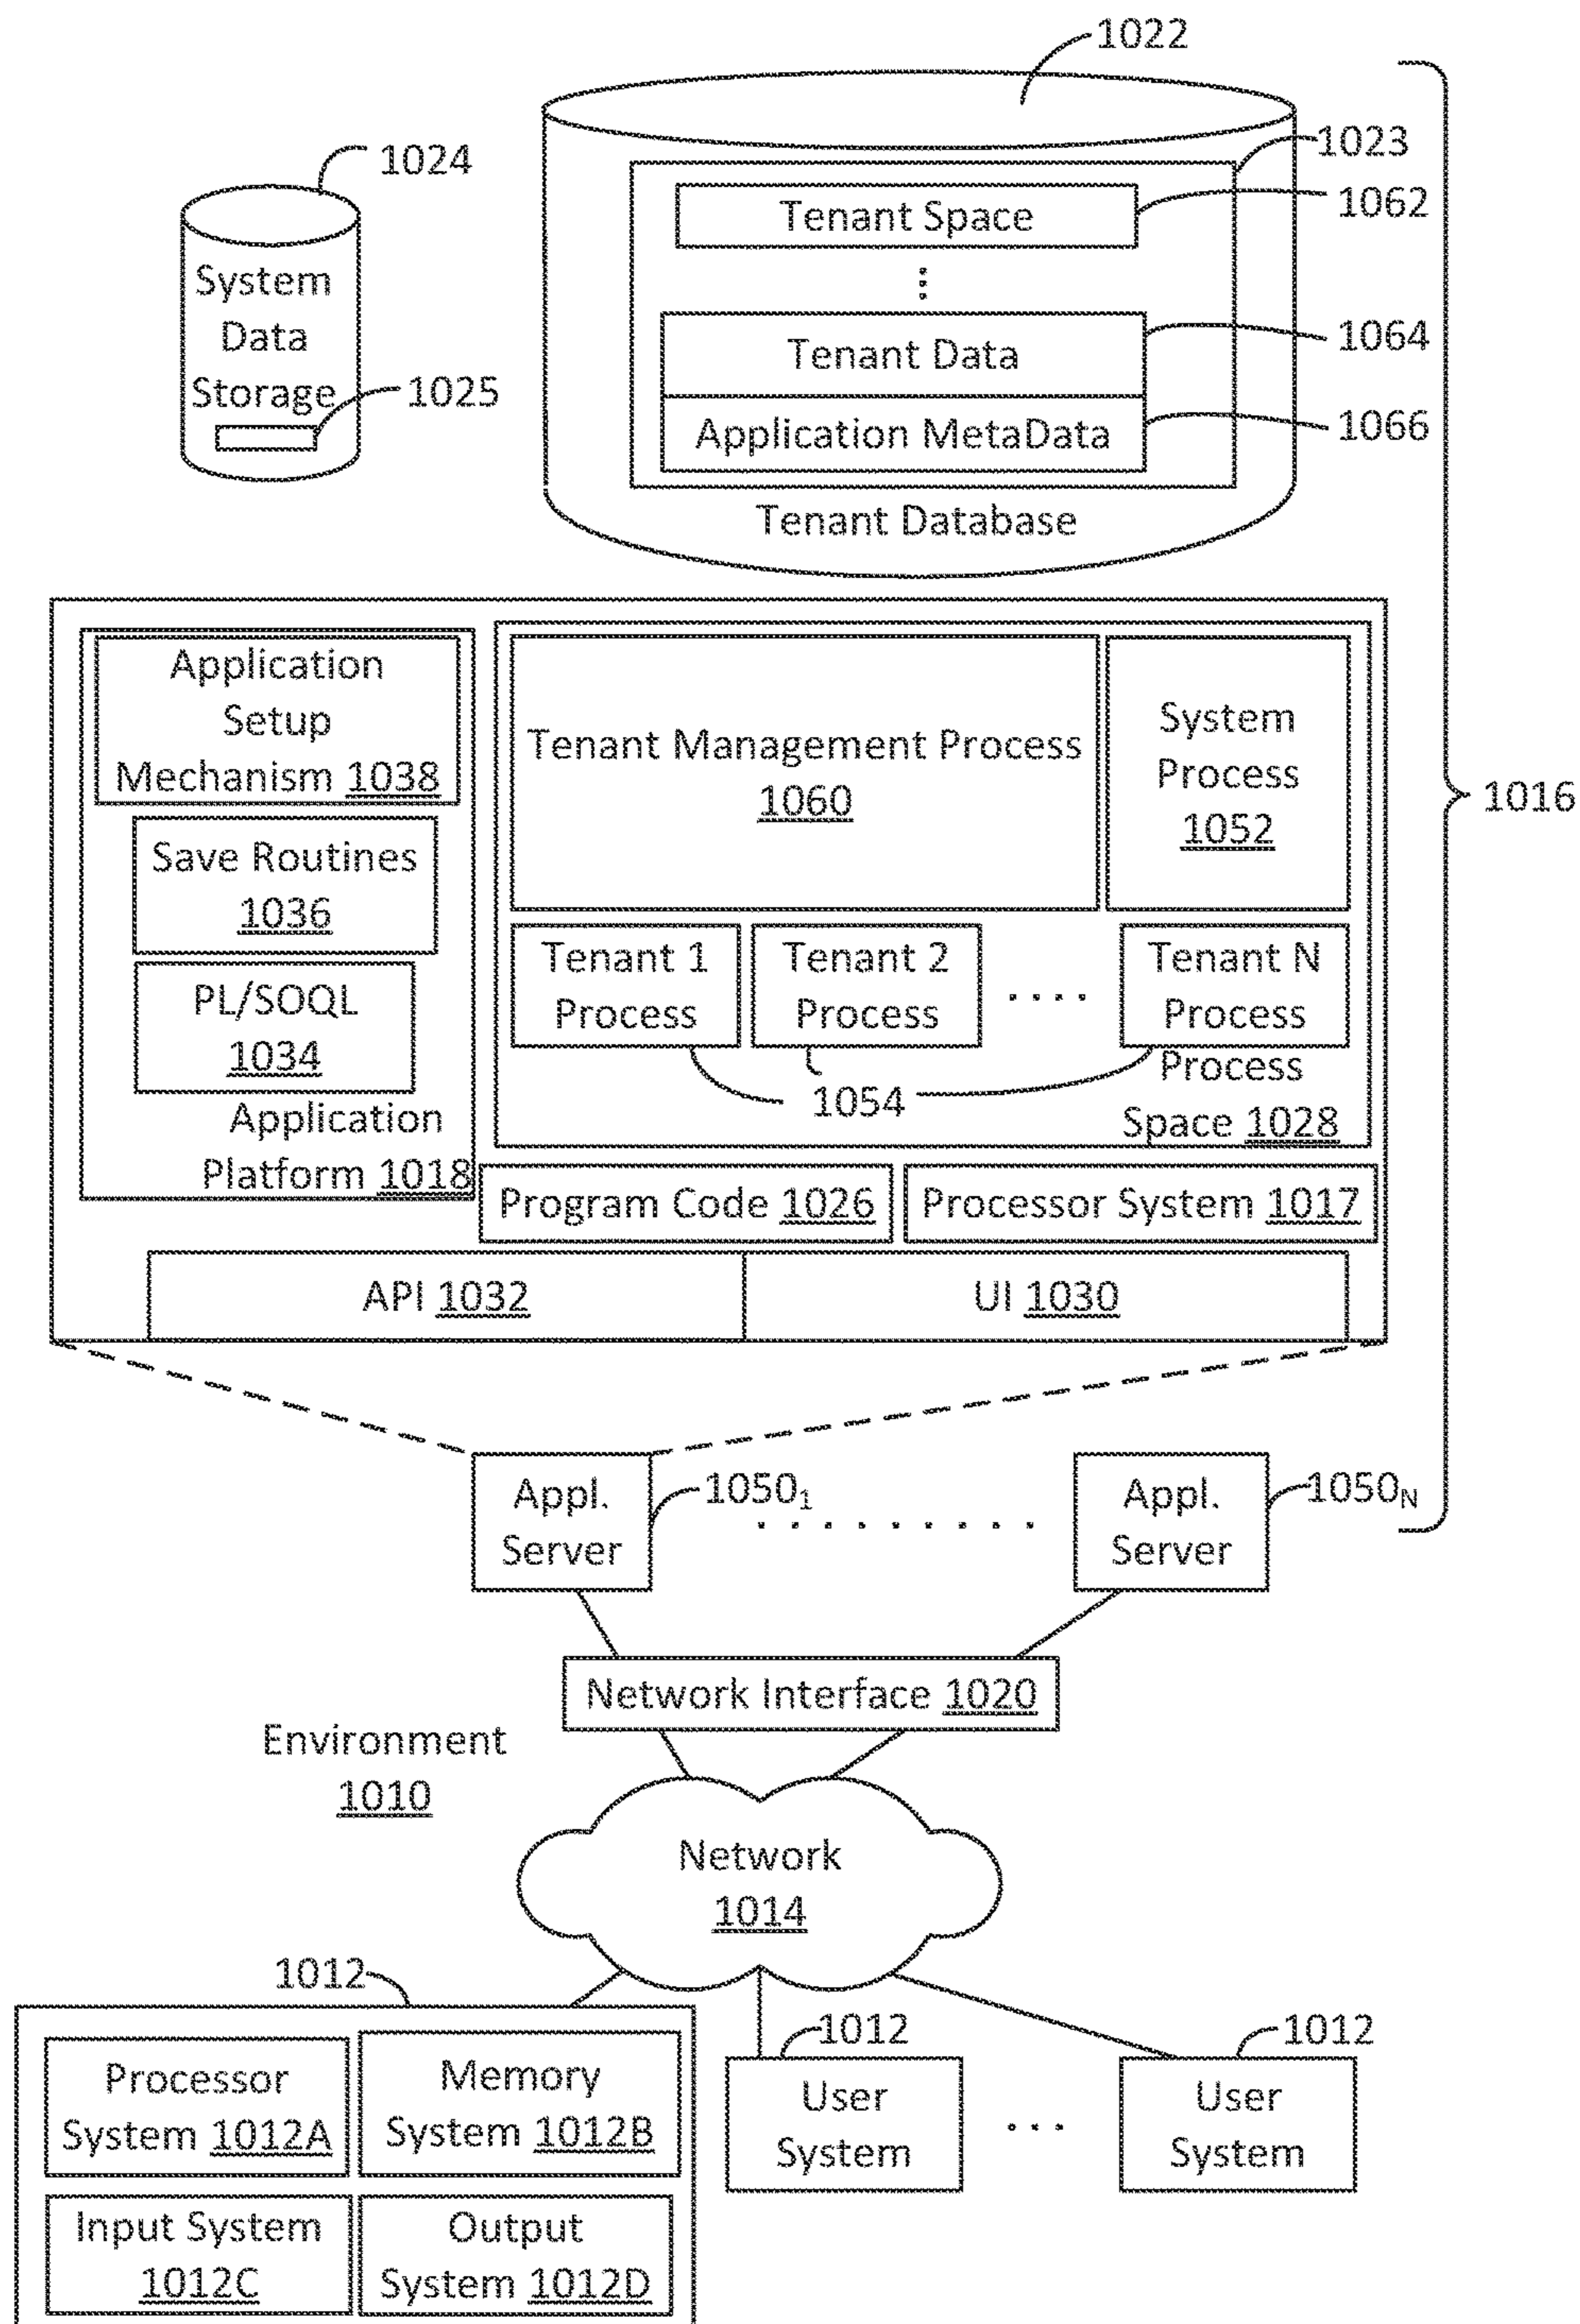 1022
1023
1024
Tenant Space
1062
System
Data
Storage
1025
Tenant Data
1064
Application MetaData
1066
Tenant Database
Application
Setup
Mechanism 1038
Tenant Management Process
1060
System
Process
1052
1016
Save Routines
1036
PL/SOQL
1034
Application
Platform 1018
Tenant 1
Process
Tenant 2
Process
Tenant N
Process
1054
Process
Space 1028
Program Code 1026
Processor System 1017
API 1032
UI 1030
Appl.
Server
1050₁
Appl.
Server
1050N
Network Interface 1020
Environment
1010
Network
1014
1012
Processor
System 1012A
Memory
System 1012B
Input System
1012C
Output
System 1012D
1012
User
System
1012
User
System